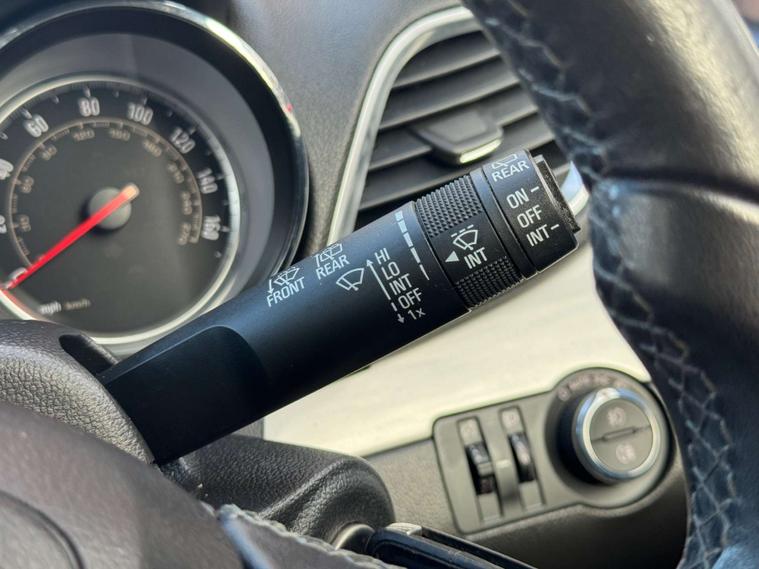 60
80
100
120
140
160
mph km/h
FRONT
REAR
HI
LO
INT
OFF
1x
INT
REAR
ON
OFF
INT